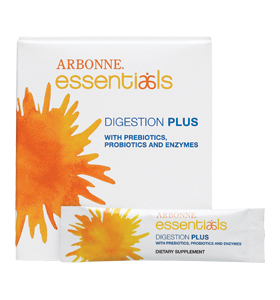 ARBONNE.
essentials
DIGESTION PLUS
WITH PREBIOTICS,
PROBIOTICS AND ENZYMES
ARBONNE.
essentials
DIGESTION PLUS
WITH PREBIOTICS, PROBIOTICS AND ENZYMES
DIETARY SUPPLEMENT